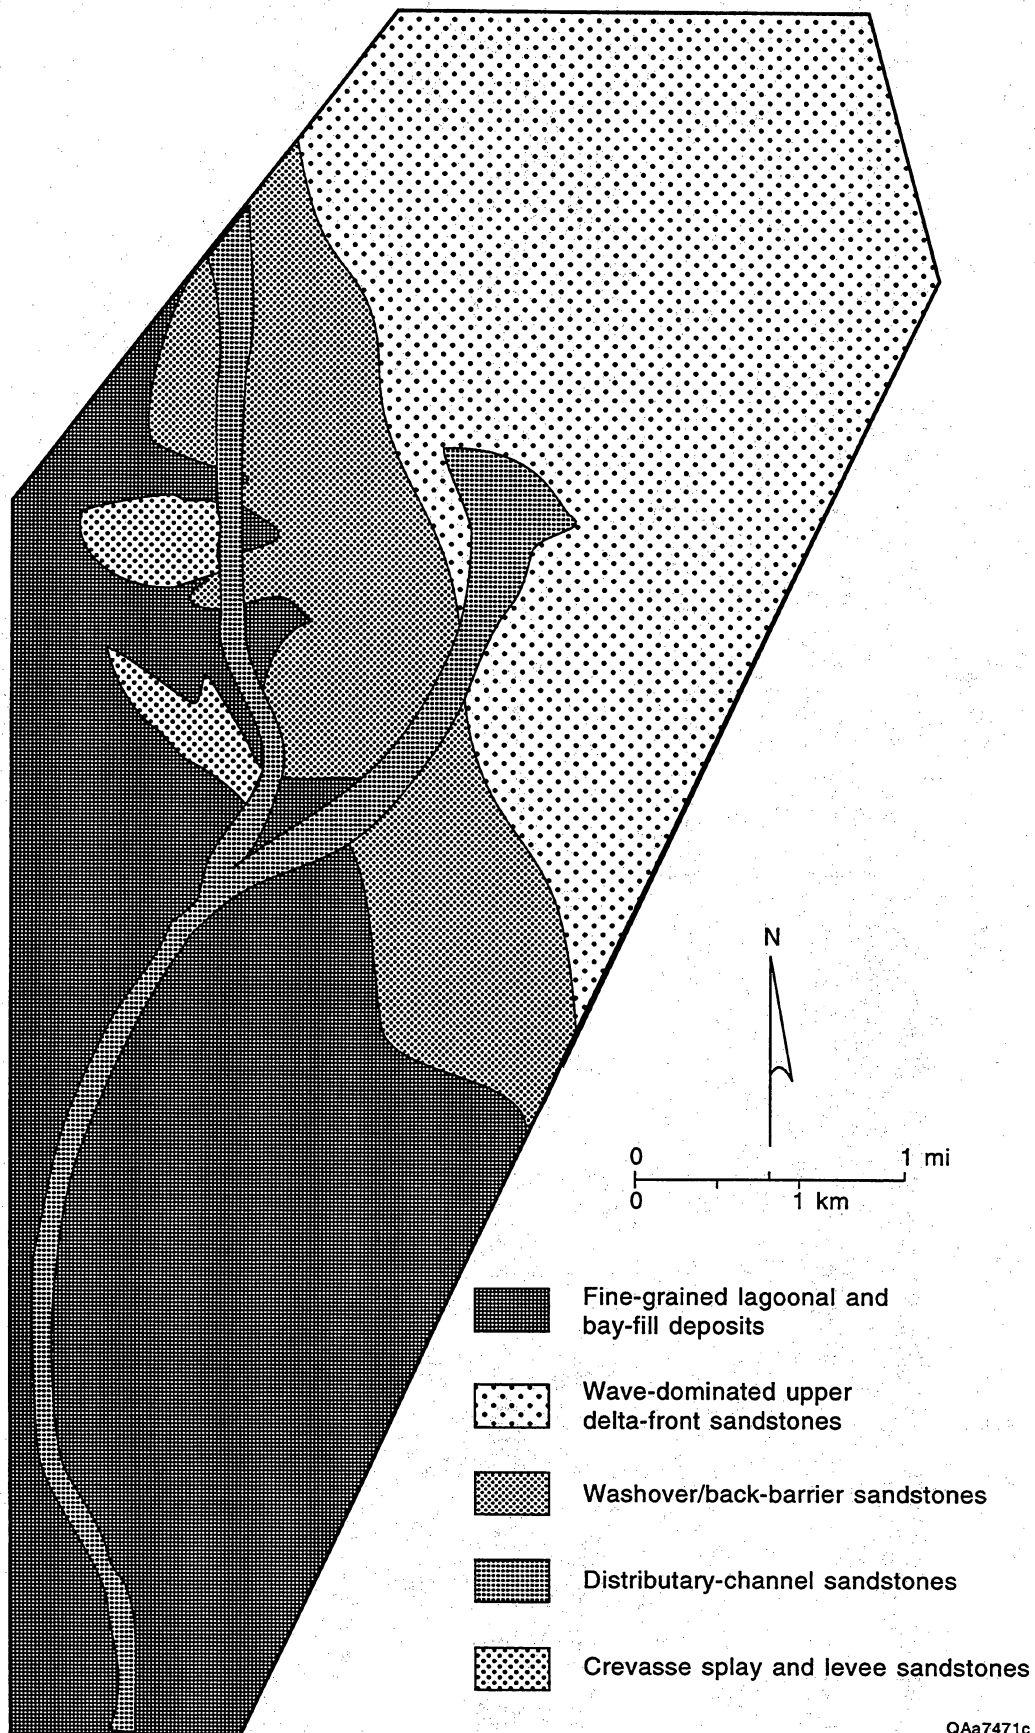 N
0 1 mi
0 1 km
Fine-grained lagoonal and
bay-fill deposits
Wave-dominated upper
delta-front sandstones
Washover/back-barrier sandstones
Distributary-channel sandstones
Crevasse splay and levee sandstones
QAa7471c